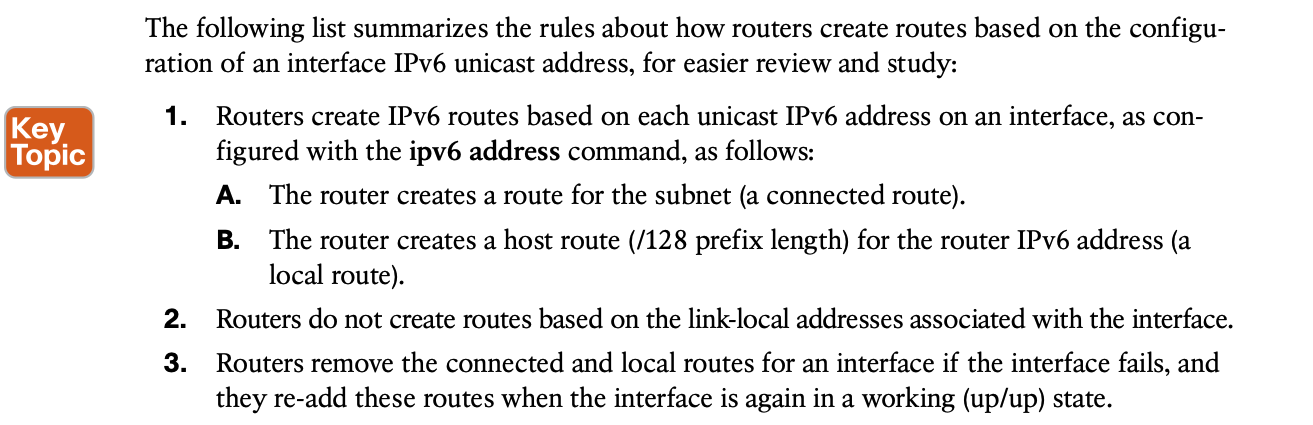 The following list summarizes the rules about how routers create routes based on the configu-
ration of an interface IPv6 unicast address, for easier review and study:
Key
Topic
1. Routers create IPv6 routes based on each unicast IPv6 address on an interface, as con-
figured with the ipv6 address command, as follows:
A. The router creates a route for the subnet (a connected route).
B. The router creates a host route (/128 prefix length) for the router IPv6 address (a
local route).
2. Routers do not create routes based on the link-local addresses associated with the interface.
3. Routers remove the connected and local routes for an interface if the interface fails, and
they re-add these routes when the interface is again in a working (up/up) state.